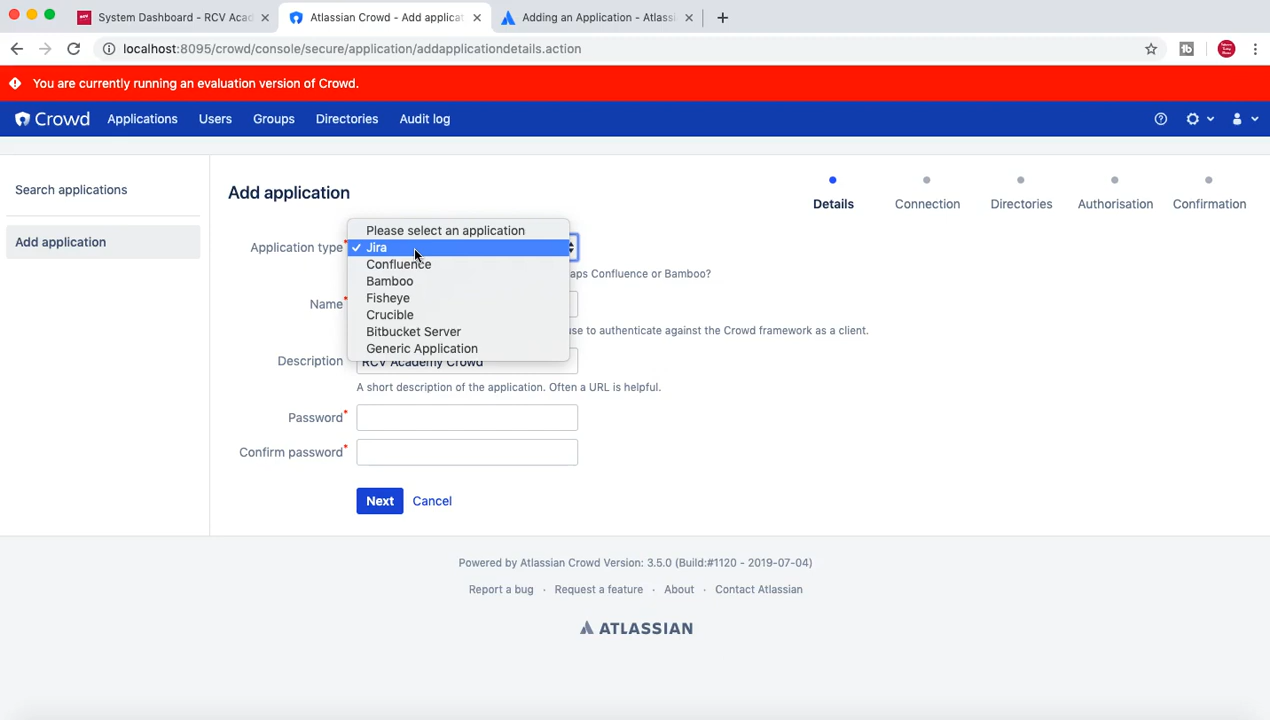 System Dashboard - RCV Acad
Atlassian Crowd - Add applicat
Adding an Application - Atlassi
localhost:8095/crowd/console/secure/application/addapplicationdetails.action
You are currently running an evaluation version of Crowd.
Crowd Applications Users Groups Directories Audit log
Search applications
Add application
Add application
Details Connection Directories Authorisation Confirmation
Application type*
Please select an application
Jira
Confluence
Bamboo
Fisheye
Crucible
Bitbucket Server
Generic Application
aps Confluence or Bamboo?
Name*
use to authenticate against the Crowd framework as a client.
Description
RCV Academy Crowd
A short description of the application. Often a URL is helpful.
Password*
Confirm password*
Next Cancel
Powered by Atlassian Crowd Version: 3.5.0 (Build:#1120 - 2019-07-04)
Report a bug · Request a feature · About · Contact Atlassian
ATLASSIAN